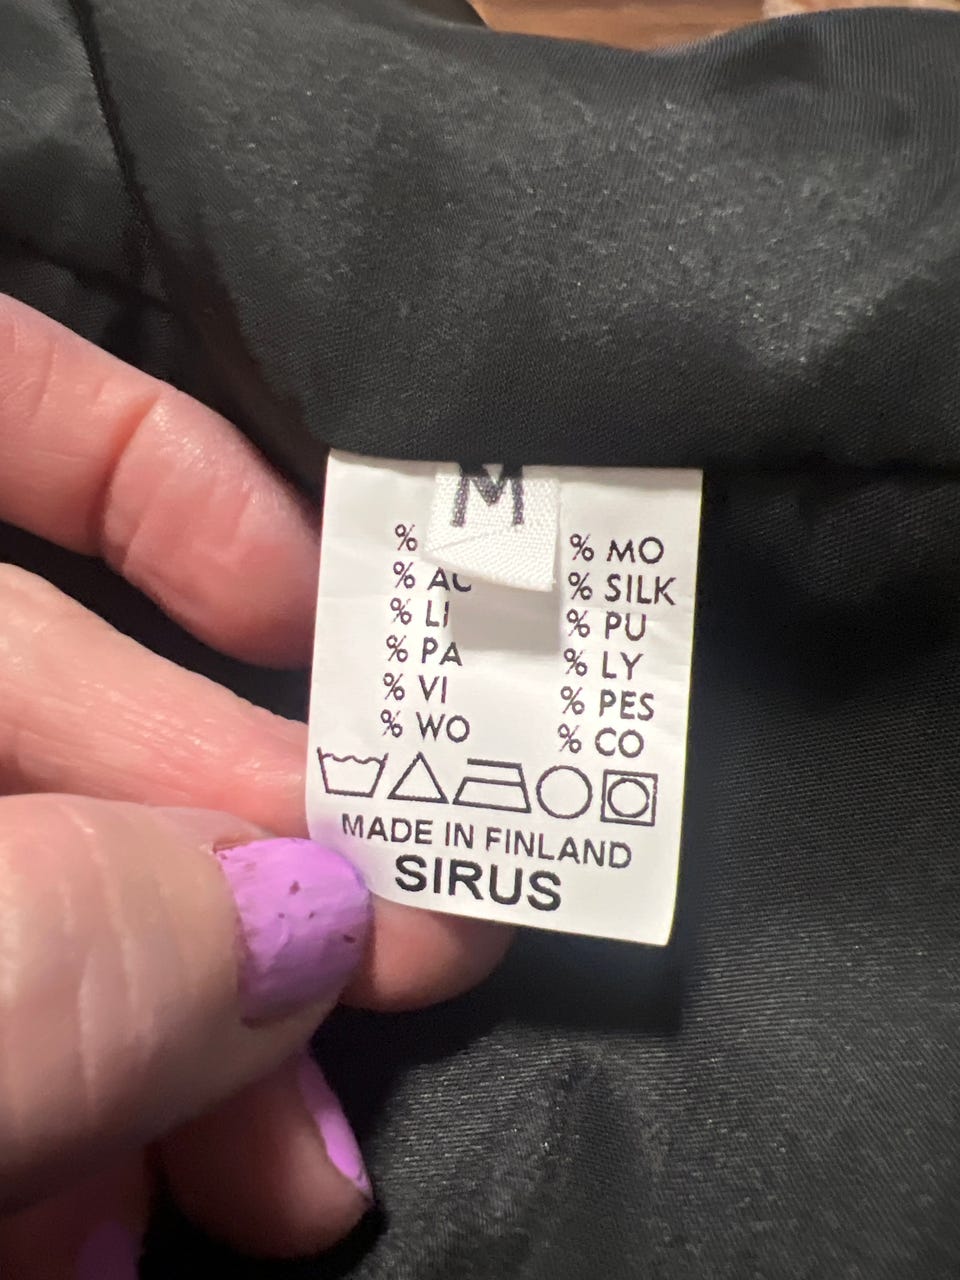 M
% % MO
% AC % SILK
% LI % PU
% PA % LY
% VI % PES
% WO % CO
MADE IN FINLAND
SIRUS